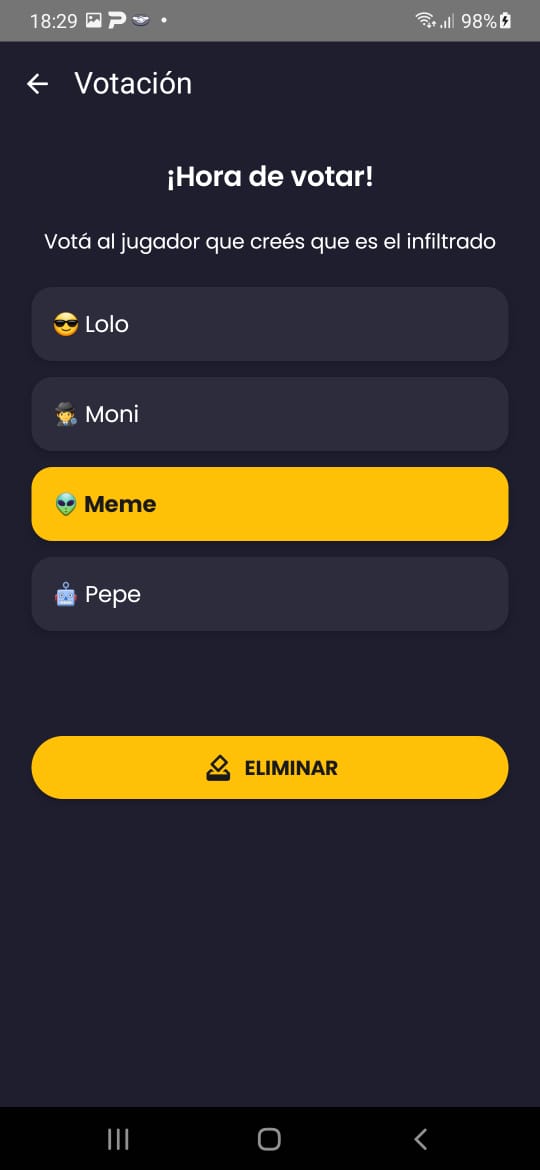 18:29 98%
Votación
¡Hora de votar!
Votá al jugador que creés que es el infiltrado
😎 Lolo
🕵️ Moni
👽 Meme
🤖 Pepe
ELIMINAR